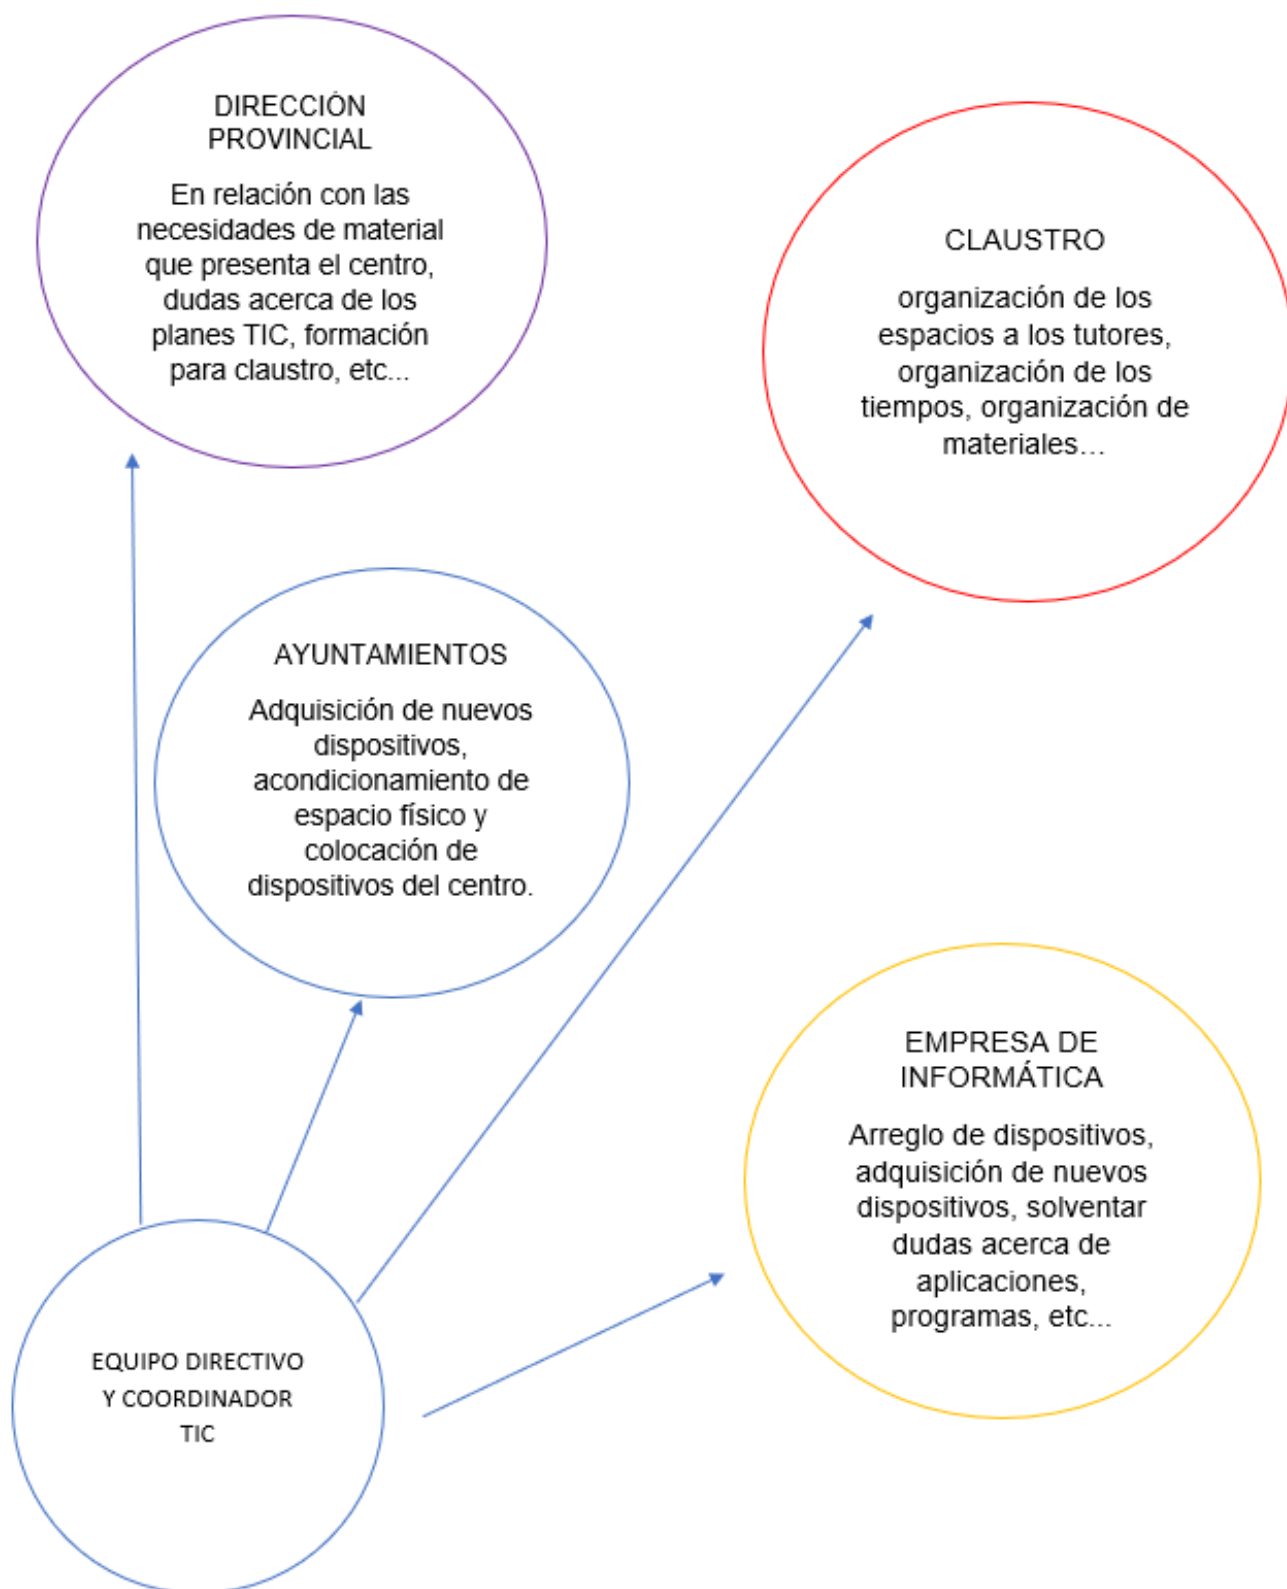 DIRECCIÓN
PROVINCIAL
En relación con las
necesidades de material
que presenta el centro,
dudas acerca de los
planes TIC, formación
para claustro, etc...
CLAUSTRO
organización de los
espacios a los tutores,
organización de los
tiempos, organización de
materiales...
AYUNTAMIENTOS
Adquisición de nuevos
dispositivos,
acondicionamiento de
espacio físico y
colocación de
dispositivos del centro.
EMPRESA DE
INFORMÁTICA
Arreglo de dispositivos,
adquisición de nuevos
dispositivos, solventar
dudas acerca de
aplicaciones,
programas, etc...
EQUIPO DIRECTIVO
Y COORDINADOR
TIC